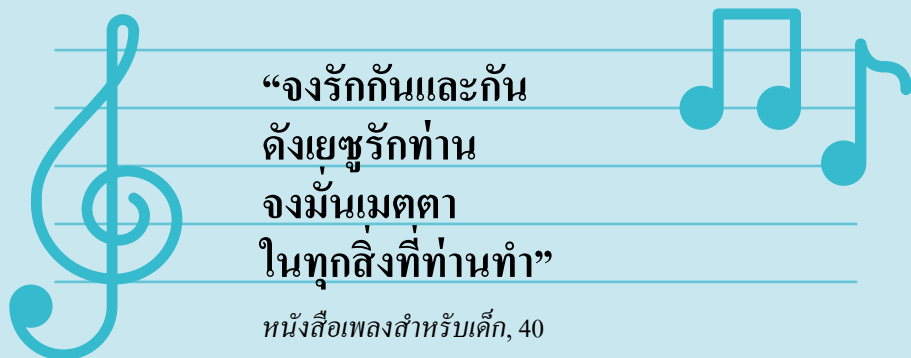 “จงรักกันและกัน
ดังเยซูรักท่าน
จงมั่นเมตตา
ในทุกสิ่งที่ท่านทำ”
หนังสือเพลงสำหรับเด็ก, 40